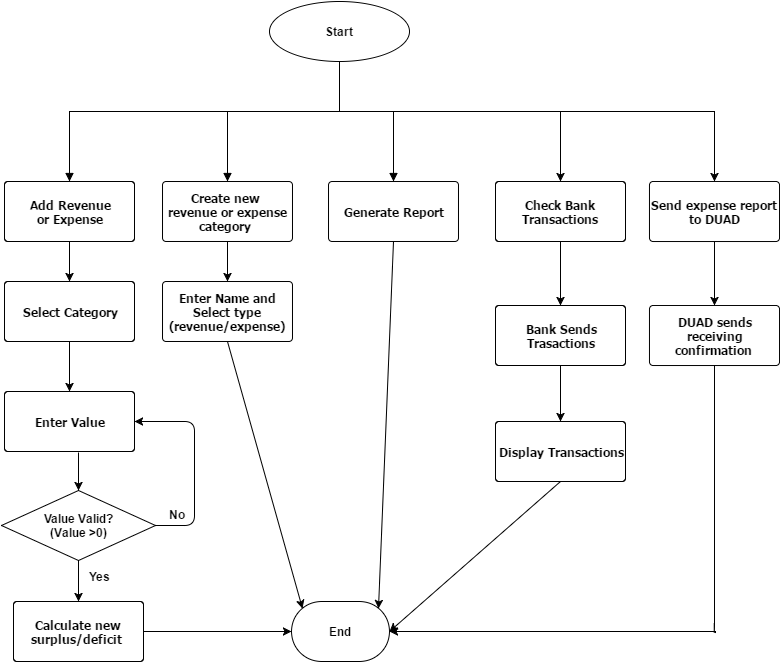 Start
Add Revenue
or Expense
Create new
revenue or expense
category
Generate Report
Check Bank
Transactions
Send expense report
to DUAD
Select Category
Enter Name and
Select type
(revenue/expense)
Bank Sends
Trasactions
DUAD sends
receiving
confirmation
Enter Value
Display Transactions
Value Valid?
(Value >0)
No
Yes
Calculate new
surplus/deficit
End